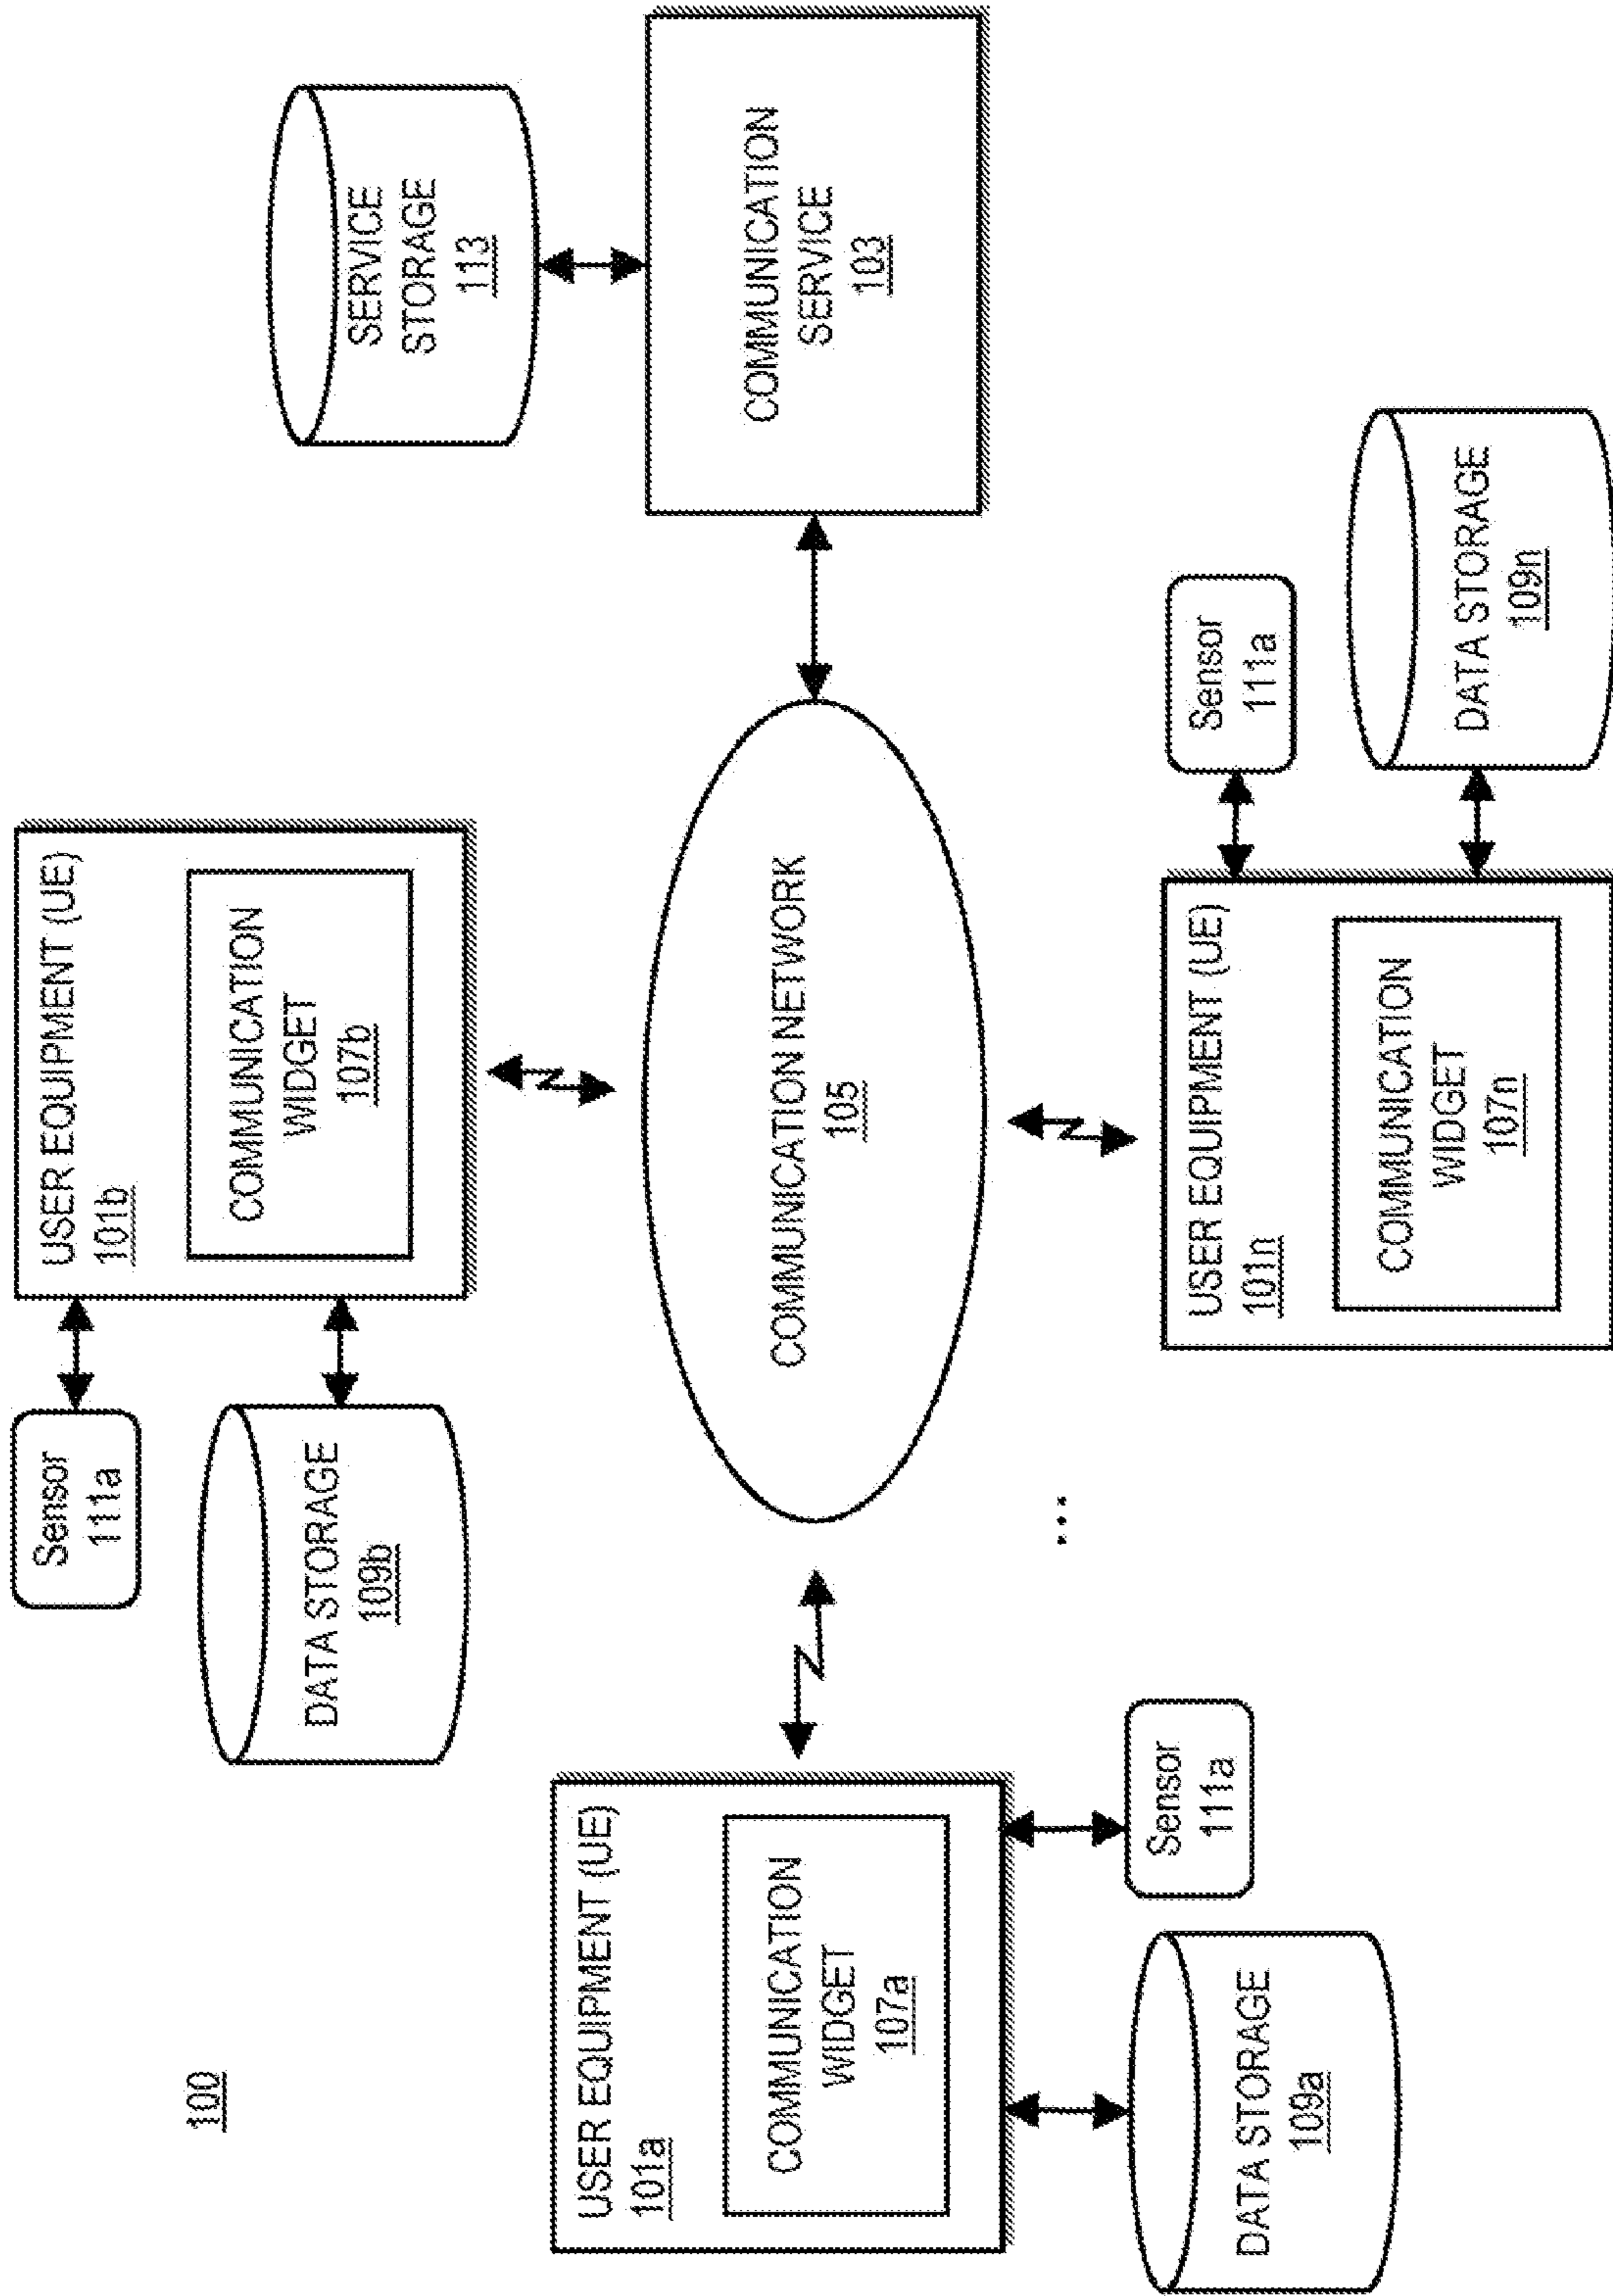 100
Sensor
111a
USER EQUIPMENT (UE)
101b
COMMUNICATION
WIDGET
107b
DATA STORAGE
109b
SERVICE
STORAGE
113
USER EQUIPMENT (UE)
101a
COMMUNICATION
WIDGET
107a
COMMUNICATION NETWORK
105
COMMUNICATION
SERVICE
103
...
Sensor
111a
DATA STORAGE
109a
USER EQUIPMENT (UE)
101n
COMMUNICATION
WIDGET
107n
Sensor
111a
DATA STORAGE
109n